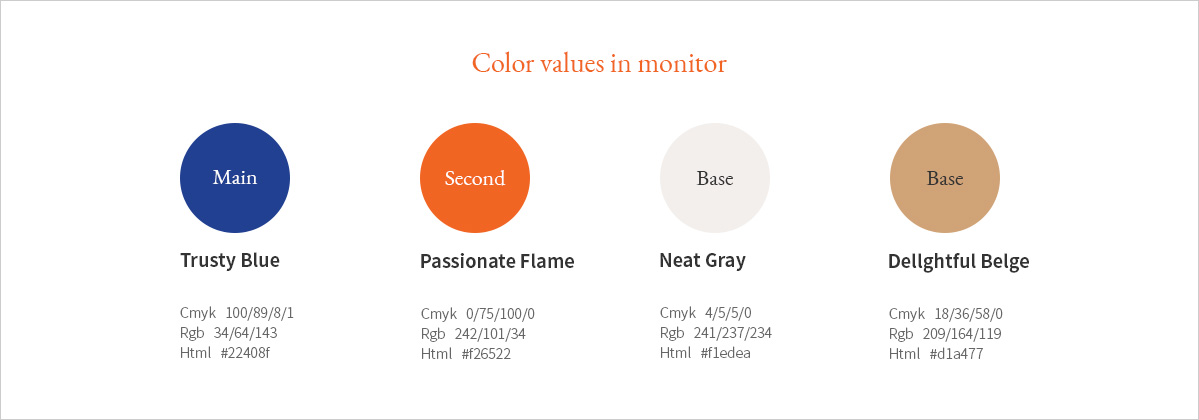 Color values in monitor
Main
Second
Base
Base
Trusty Blue
Passionate Flame
Neat Gray
Dellghtful Belge
Cmyk 100/89/8/1
Rgb 34/64/143
Html #22408f
Cmyk 0/75/100/0
Rgb 242/101/34
Html #f26522
Cmyk 4/5/5/0
Rgb 241/237/234
Html #f1edea
Cmyk 18/36/58/0
Rgb 209/164/119
Html #d1a477